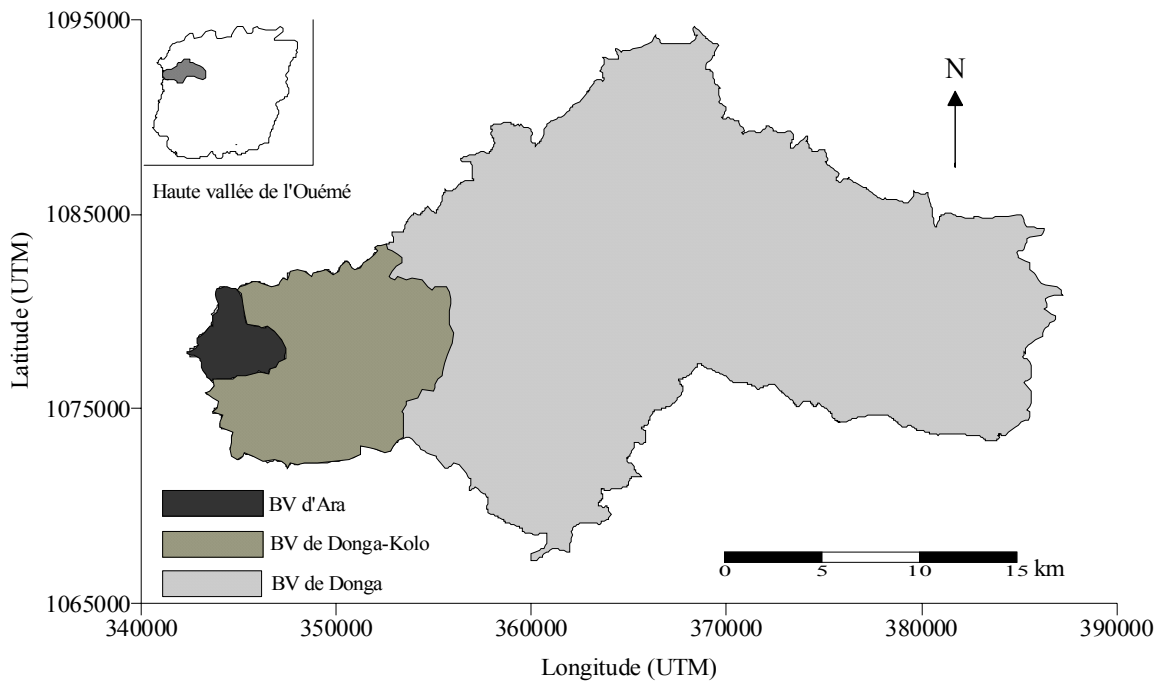 1095000
N
Haute vallée de l'Ouémé
1085000
Latitude (UTM)
1075000
BV d'Ara
BV de Donga-Kolo
BV de Donga
0 5 10 15 km
1065000
340000 350000 360000 370000 380000 390000
Longitude (UTM)